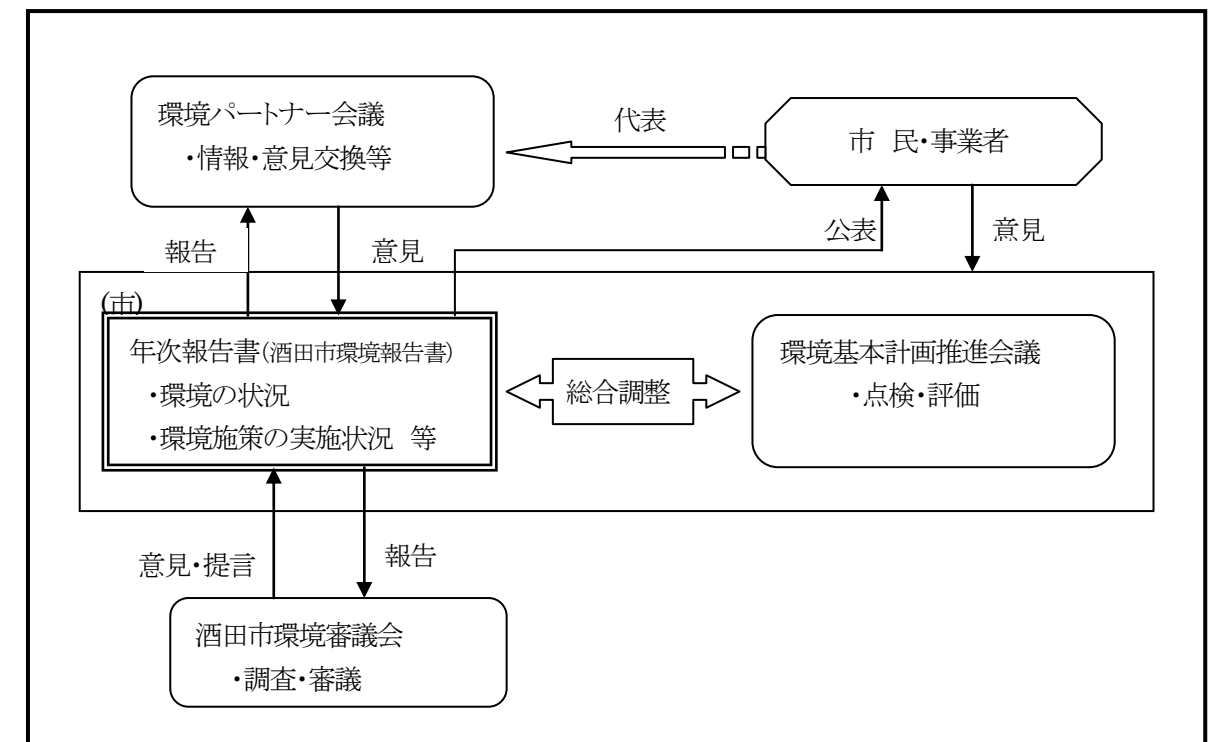 環境パートナー会議
・情報・意見交換等
代表
市 民・事業者
報告
意見
公表
意見
(市)
年次報告書(酒田市環境報告書)
・環境の状況
・環境施策の実施状況 等
総合調整
環境基本計画推進会議
・点検・評価
意見・提言
報告
酒田市環境審議会
・調査・審議